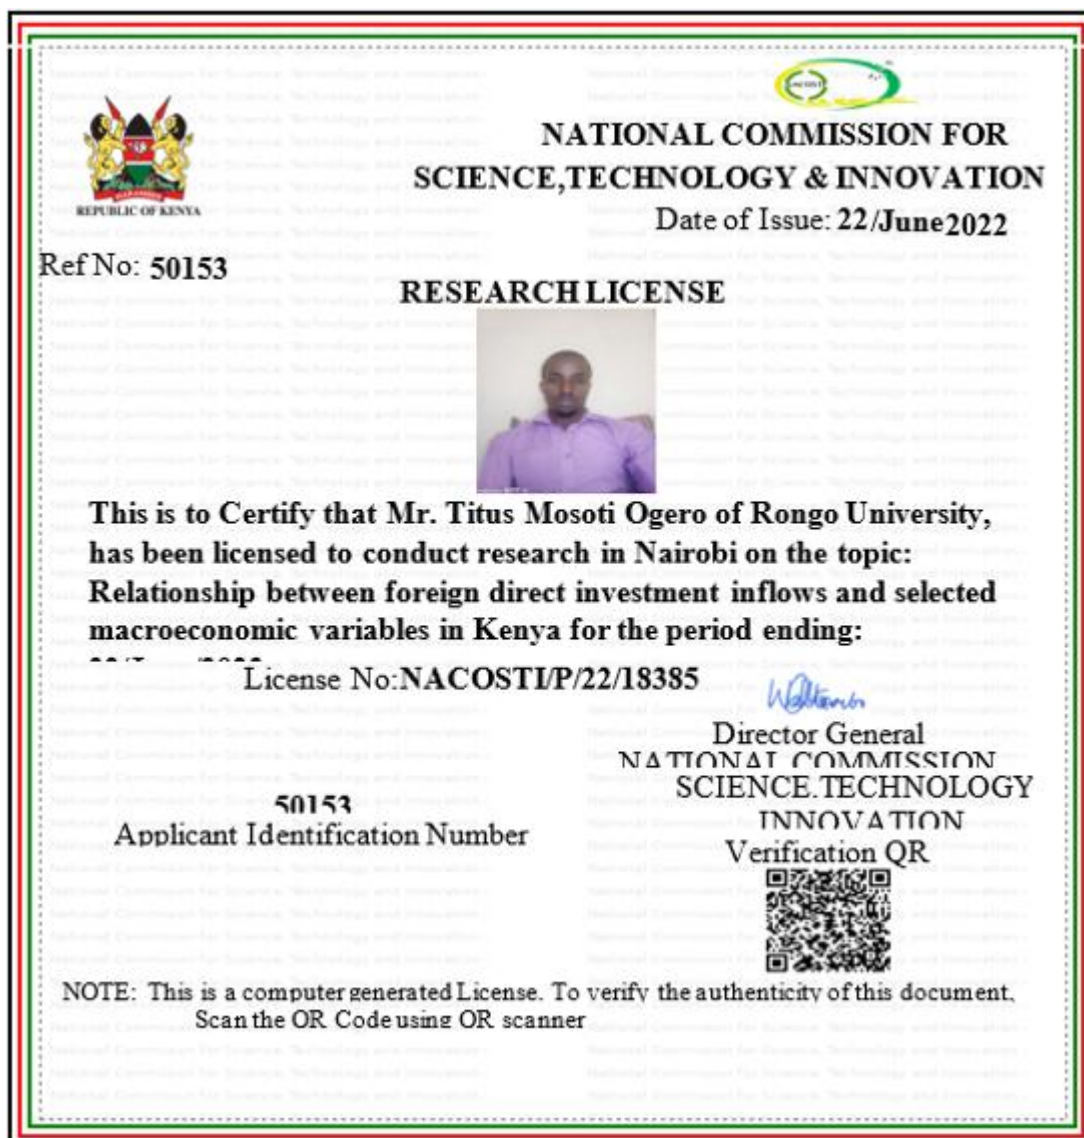 NACOSTI
NATIONAL COMMISSION FOR
SCIENCE,TECHNOLOGY & INNOVATION
REPUBLIC OF KENYA
Date of Issue: 22/June2022
Ref No: 50153
RESEARCH LICENSE
This is to Certify that Mr. Titus Mosoti Ogero of Rongo University,
has been licensed to conduct research in Nairobi on the topic:
Relationship between foreign direct investment inflows and selected
macroeconomic variables in Kenya for the period ending:
License No:NACOSTI/P/22/18385
Director General
NATIONAL COMMISSION
SCIENCE,TECHNOLOGY
INNOVATION
50153
Applicant Identification Number
Verification QR
NOTE: This is a computer generated License. To verify the authenticity of this document,
Scan the QR Code using QR scanner